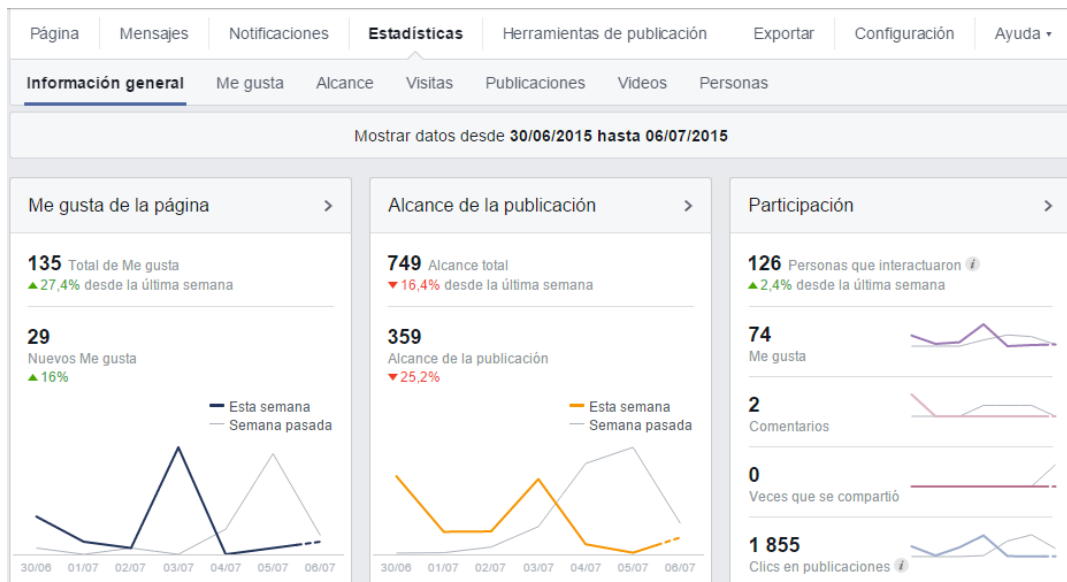 Página Mensajes Notificaciones Estadísticas Herramientas de publicación Exportar Configuración Ayuda
Información general Me gusta Alcance Visitas Publicaciones Videos Personas
Mostrar datos desde 30/06/2015 hasta 06/07/2015
Me gusta de la página
135 Total de Me gusta
27,4% desde la última semana
29
Nuevos Me gusta
16%
Esta semana
Semana pasada
30/06 01/07 02/07 03/07 04/07 05/07 06/07
Alcance de la publicación
749 Alcance total
16,4% desde la última semana
359
Alcance de la publicación
25,2%
Esta semana
Semana pasada
30/06 01/07 02/07 03/07 04/07 05/07 06/07
Participación
126 Personas que interactuaron i
2,4% desde la última semana
74
Me gusta
2
Comentarios
0
Veces que se compartió
1 855
Clics en publicaciones i